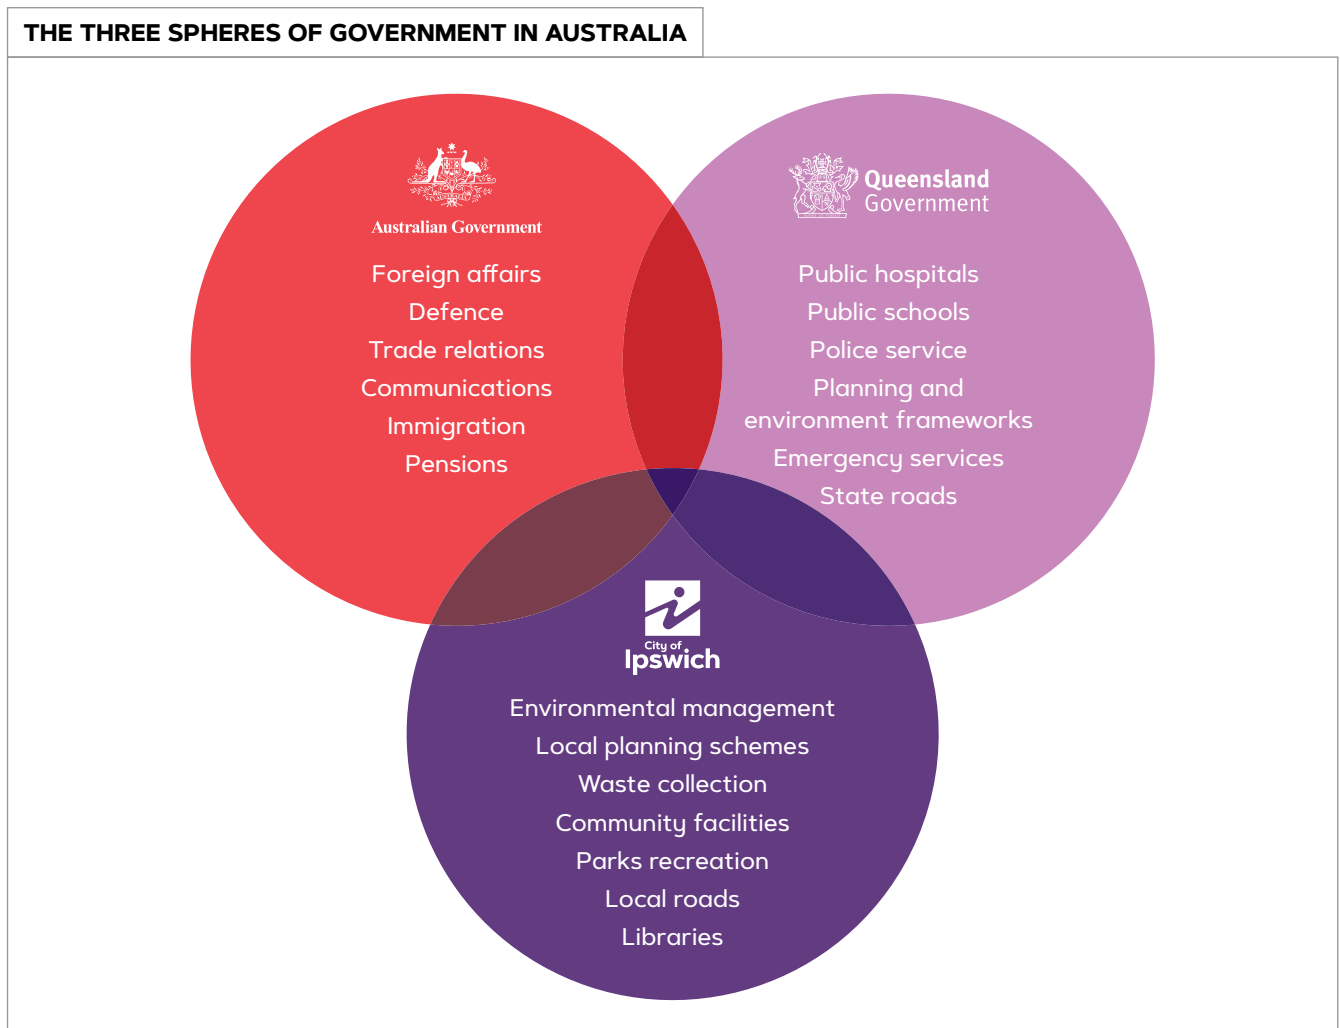 THE THREE SPHERES OF GOVERNMENT IN AUSTRALIA
Australian Government
Foreign affairs
Defence
Trade relations
Communications
Immigration
Pensions
Queensland
Government
Public hospitals
Public schools
Police service
Planning and
environment frameworks
Emergency services
State roads
City of
Ipswich
Environmental management
Local planning schemes
Waste collection
Community facilities
Parks recreation
Local roads
Libraries